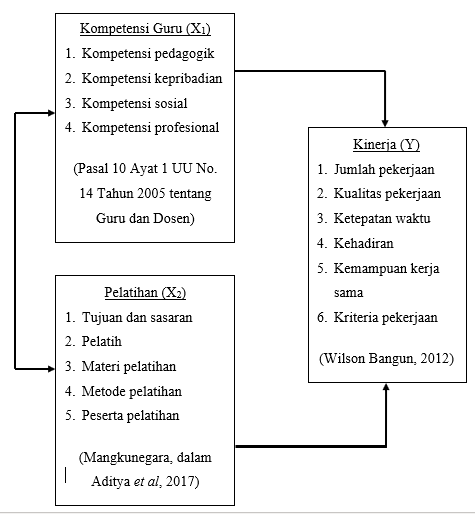 Kompetensi Guru (X₁)
1. Kompetensi pedagogik
2. Kompetensi kepribadian
3. Kompetensi sosial
4. Kompetensi profesional
(Pasal 10 Ayat 1 UU No.
14 Tahun 2005 tentang
Guru dan Dosen)
Pelatihan (X₂)
1. Tujuan dan sasaran
2. Pelatih
3. Materi pelatihan
4. Metode pelatihan
5. Peserta pelatihan
(Mangkunegara, dalam
Aditya et al, 2017)
Kinerja (Y)
1. Jumlah pekerjaan
2. Kualitas pekerjaan
3. Ketepatan waktu
4. Kehadiran
5. Kemampuan kerja
sama
6. Kriteria pekerjaan
(Wilson Bangun, 2012)